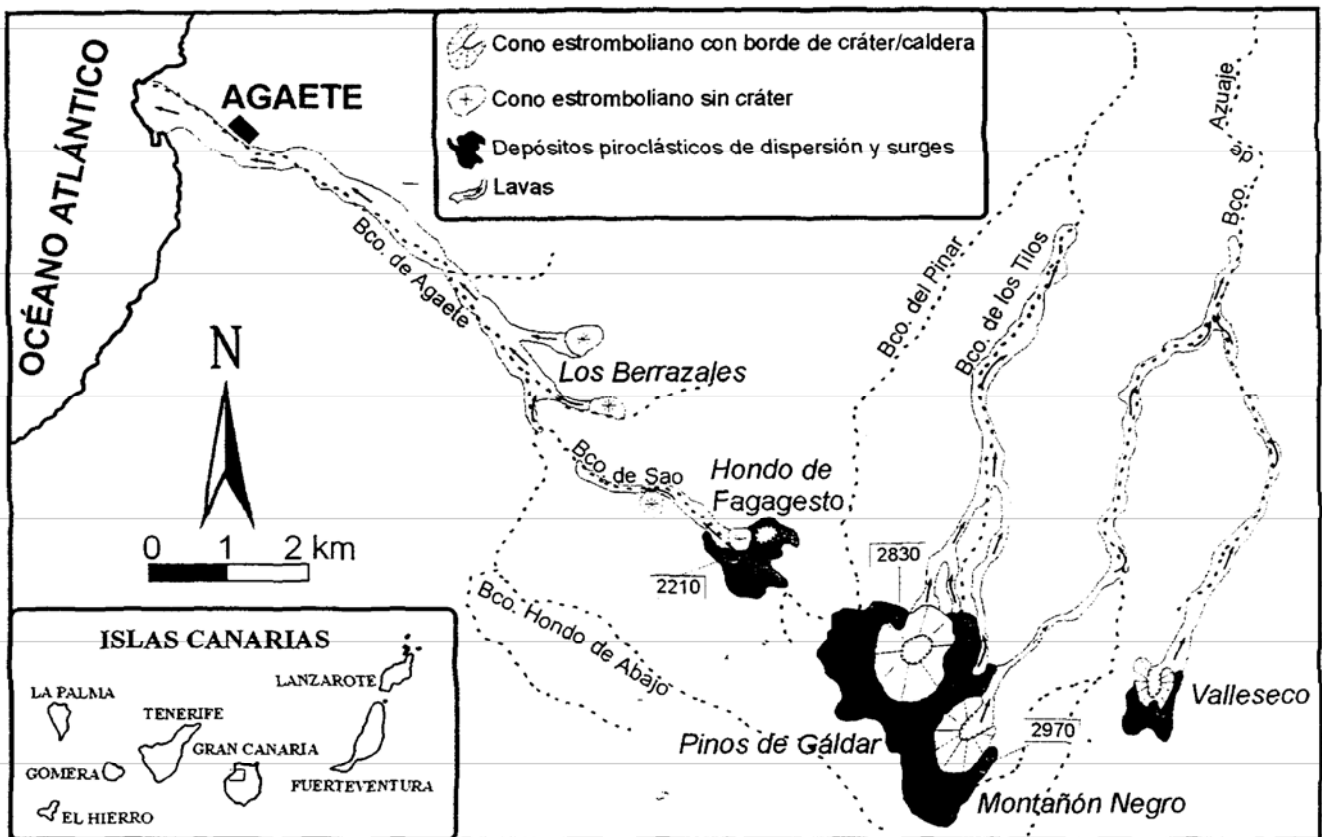 OCÉANO ATLÁNTICO
AGAETE
Cono estromboliano con borde de cráter/caldera
Cono estromboliano sin cráter
Depósitos piroclásticos de dispersión y surges
Lavas
Azuaje
de
Bco.
Bco. de Agaete
Bco. del Pinar
Bco. de los Tilos
N
Los Berrazales
Bco. de Sao
Hondo de
Fagagesto
0 1 2 km
2210
2830
Bco. Hondo de Abajo
Pinos de Gáldar
2970
Valleseco
Montañón Negro
ISLAS CANARIAS
LANZAROTE
LA PALMA
TENERIFE
GRAN CANARIA
GOMERA
FUERTEVENTURA
EL HIERRO